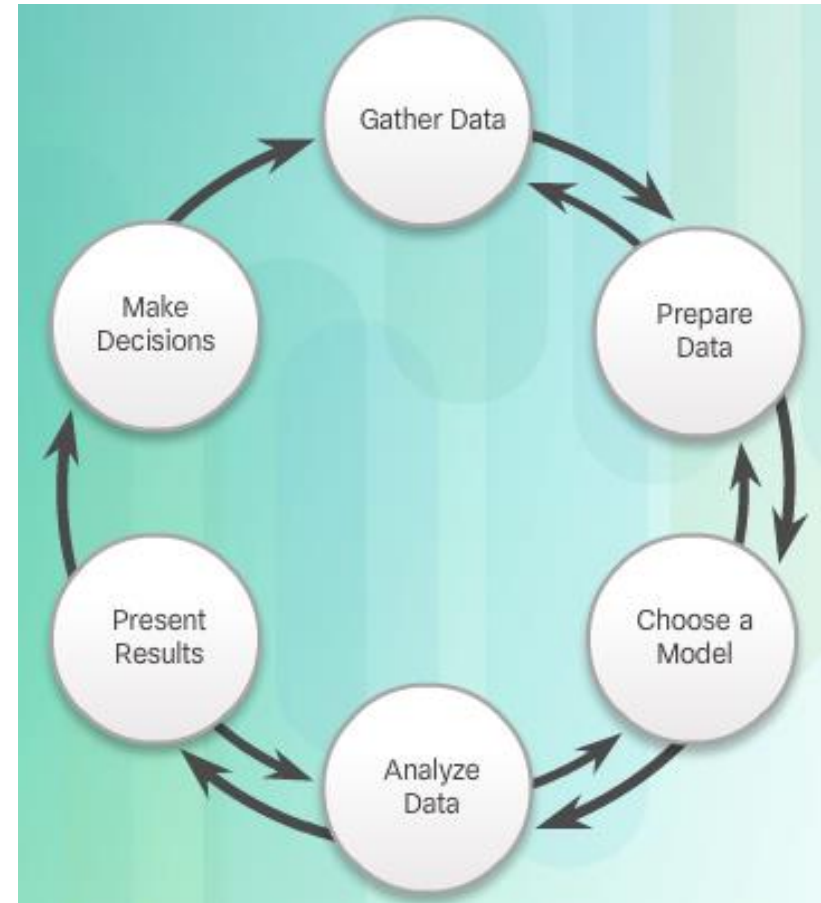 Gather Data
Prepare
Data
Choose a
Model
Analyze
Data
Present
Results
Make
Decisions